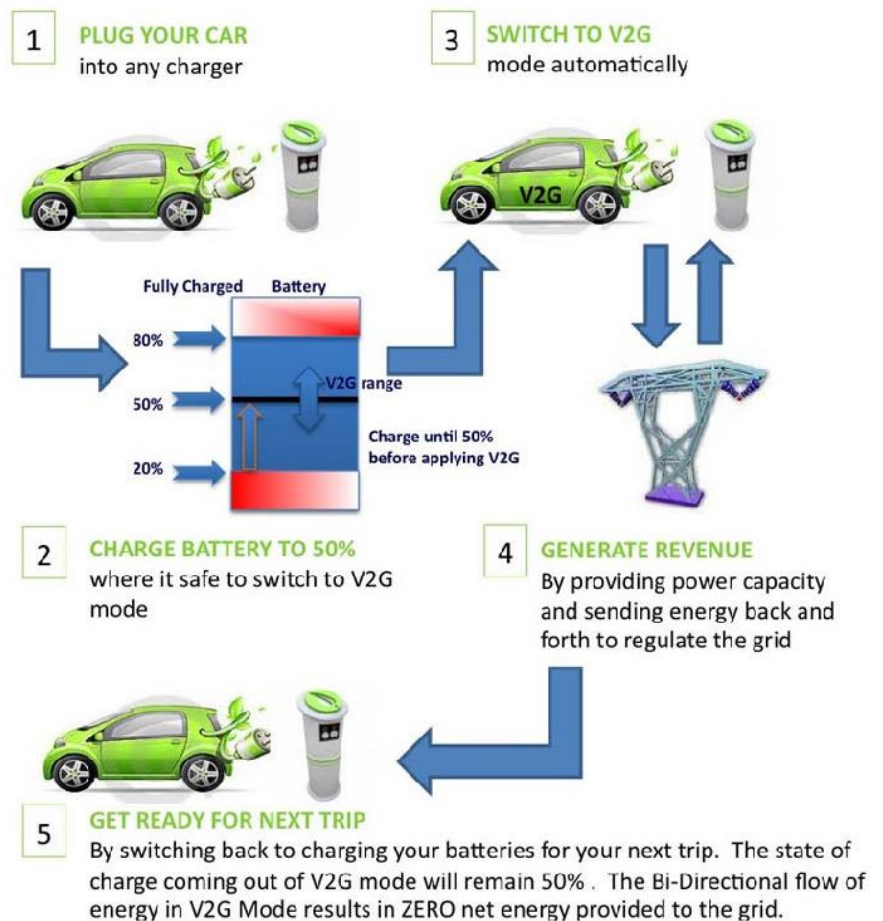 1
PLUG YOUR CAR
into any charger
Fully Charged
Battery
80%
50%
20%
V2G range
Charge until 50%
before applying V2G
2
CHARGE BATTERY TO 50%
where it safe to switch to V2G
mode
3
SWITCH TO V2G
mode automatically
V2G
4
GENERATE REVENUE
By providing power capacity
and sending energy back and
forth to regulate the grid
5
GET READY FOR NEXT TRIP
By switching back to charging your batteries for your next trip. The state of
charge coming out of V2G mode will remain 50% . The Bi-Directional flow of
energy in V2G Mode results in ZERO net energy provided to the grid.